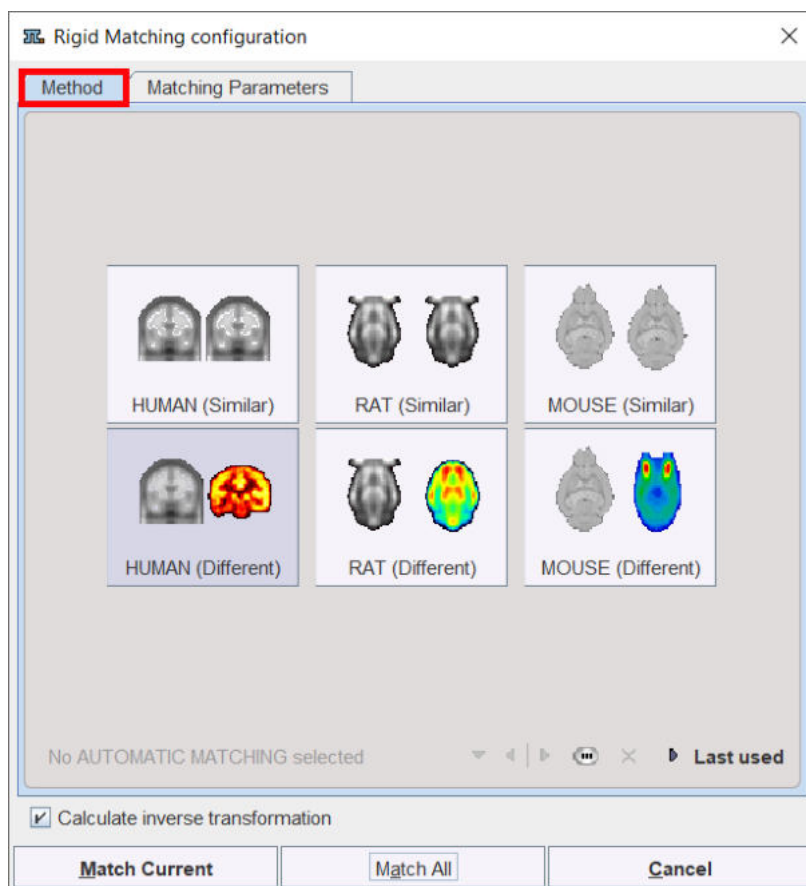 Rigid Matching configuration
Method Matching Parameters
HUMAN (Similar) RAT (Similar) MOUSE (Similar)
HUMAN (Different) RAT (Different) MOUSE (Different)
No AUTOMATIC MATCHING selected Last used
Calculate inverse transformation
Match Current Match All Cancel